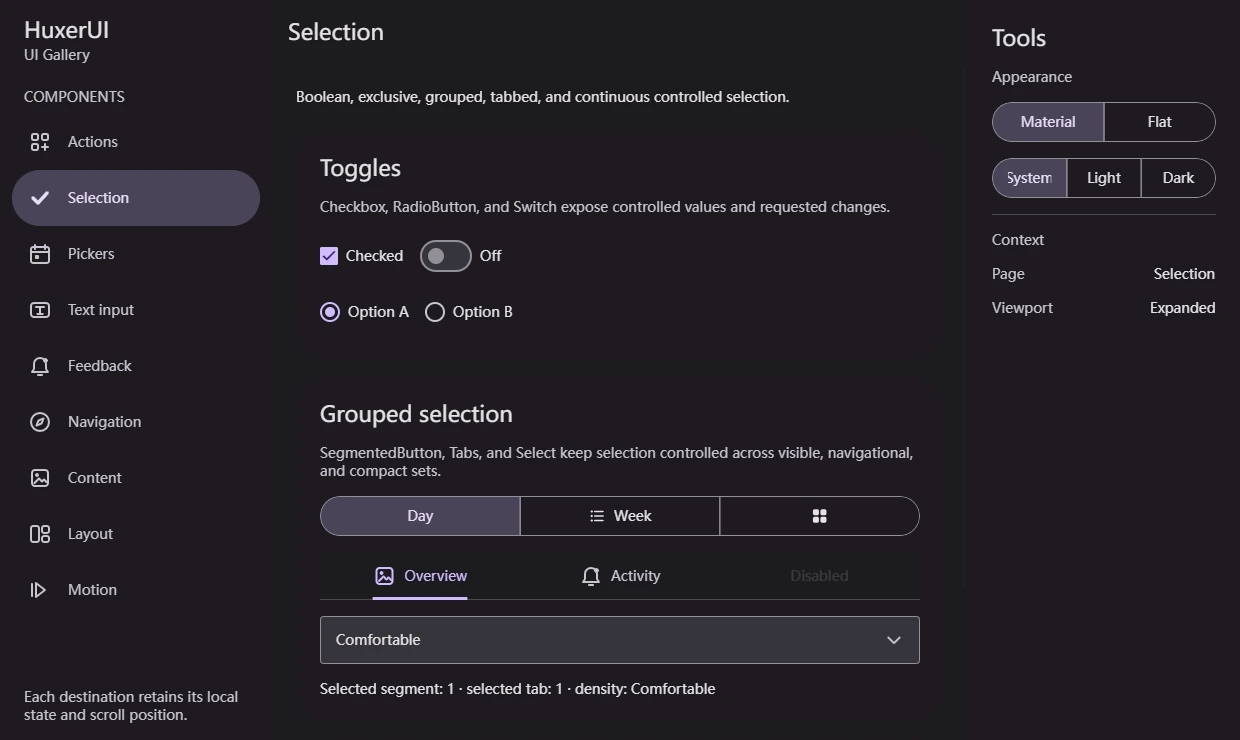 HuxerUI
UI Gallery
COMPONENTS
Actions
Selection
Pickers
Text input
Feedback
Navigation
Content
Layout
Motion
Each destination retains its local
state and scroll position.
Selection
Boolean, exclusive, grouped, tabbed, and continuous controlled selection.
Toggles
Checkbox, RadioButton, and Switch expose controlled values and requested changes.
Checked Off
Option A Option B
Grouped selection
SegmentedButton, Tabs, and Select keep selection controlled across visible, navigational,
and compact sets.
Day Week
Overview Activity Disabled
Comfortable
Selected segment: 1 · selected tab: 1 · density: Comfortable
Tools
Appearance
Material Flat
System Light Dark
Context
Page Selection
Viewport Expanded